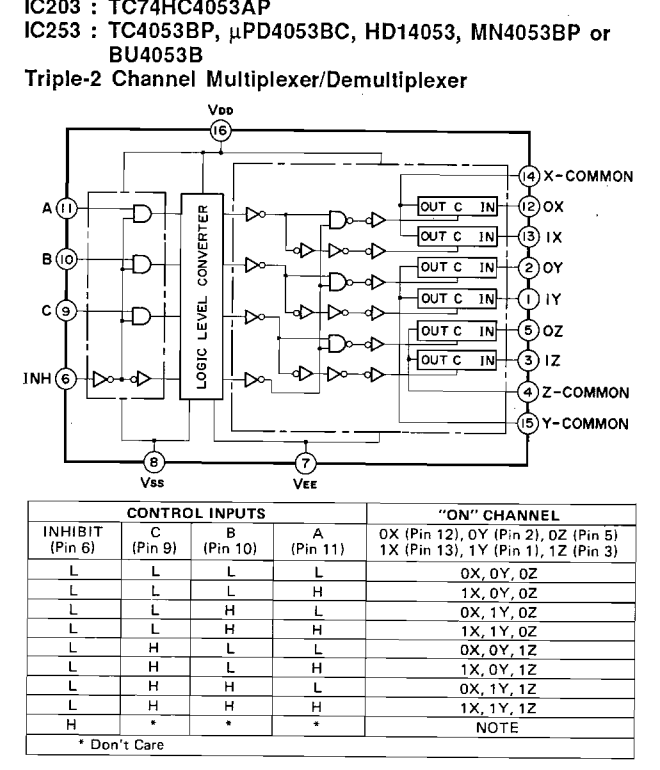 IC203 : TC74HC4053AP
IC253 : TC4053BP, μPD4053BC, HD14053, MN4053BP or
BU4053B
Triple-2 Channel Multiplexer/Demultiplexer
VDD
16
A 11
B 10
C 9
INH 6
LOGIC LEVEL CONVERTER
OUT C IN
OUT C IN
OUT C IN
OUT C IN
OUT C IN
OUT C IN
14 X-COMMON
12 0X
13 1X
2 0Y
1 1Y
5 0Z
3 1Z
4 Z-COMMON
15 Y-COMMON
8
VSS
7
VEE
CONTROL INPUTS "ON" CHANNEL
INHIBIT C B A 0X (Pin 12), 0Y (Pin 2), 0Z (Pin 5)
(Pin 6) (Pin 9) (Pin 10) (Pin 11) 1X (Pin 13), 1Y (Pin 1), 1Z (Pin 3)
L L L L 0X, 0Y, 0Z
L L L H 1X, 0Y, 0Z
L L H L 0X, 1Y, 0Z
L L H H 1X, 1Y, 0Z
L H L L 0X, 0Y, 1Z
L H L H 1X, 0Y, 1Z
L H H L 0X, 1Y, 1Z
L H H H 1X, 1Y, 1Z
H * * * NOTE
* Don't Care